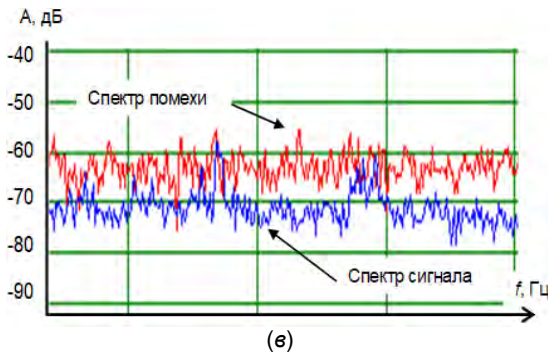 А, дБ
-40
-50
Спектр помехи
-60
-70
-80
Спектр сигнала
-90
f, Гц
(в)